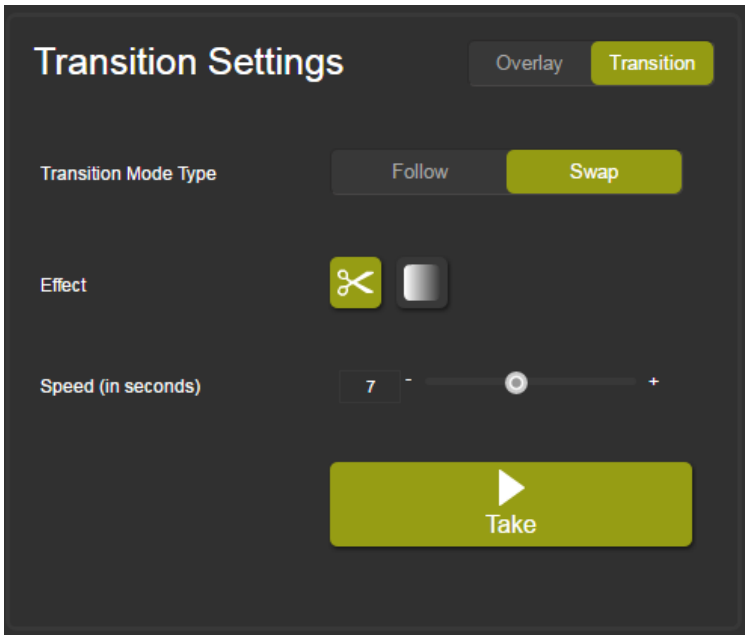 Transition Settings
Overlay Transition
Transition Mode Type
Follow Swap
Effect
Speed (in seconds)
7 - +
Take